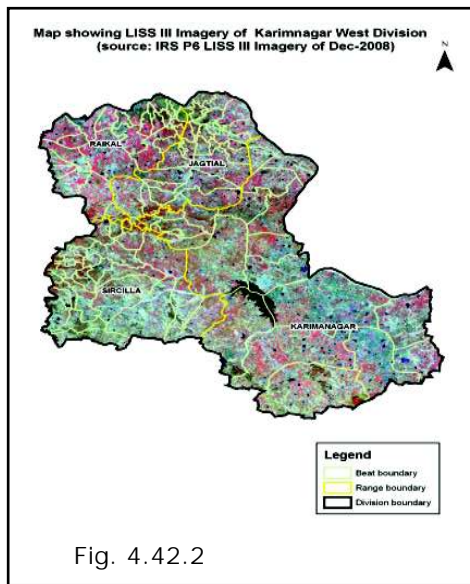 Map showing LISS III Imagery of Karimnagar West Division
(source: IRS P6 LISS III Imagery of Dec-2008)
N
RAIKAL
JAGTIAL
SIRCILLA
KARIMANAGAR
Legend
Beat boundary
Range boundary
Division boundary
Fig. 4.42.2